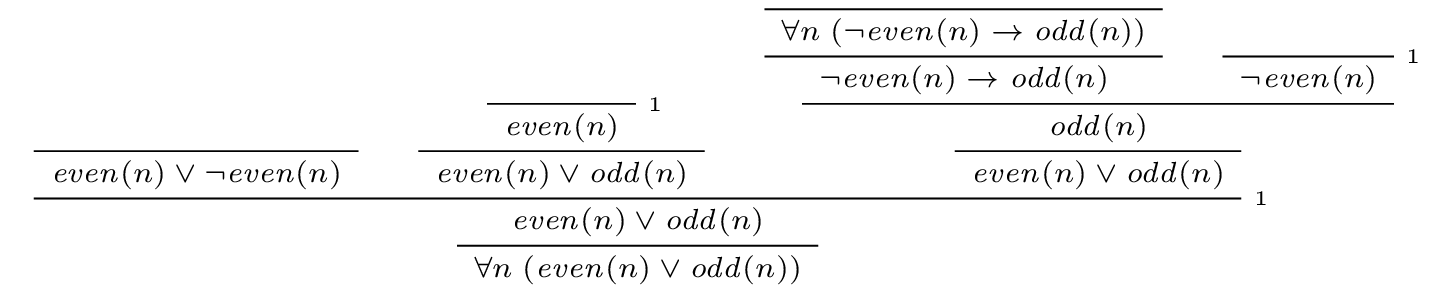 ∀n (¬even(n) → odd(n))
¬even(n) → odd(n) ¬even(n) 1
even(n) 1 odd(n)
even(n) ∨ ¬even(n) even(n) ∨ odd(n) even(n) ∨ odd(n)
even(n) ∨ odd(n) 1
∀n (even(n) ∨ odd(n))